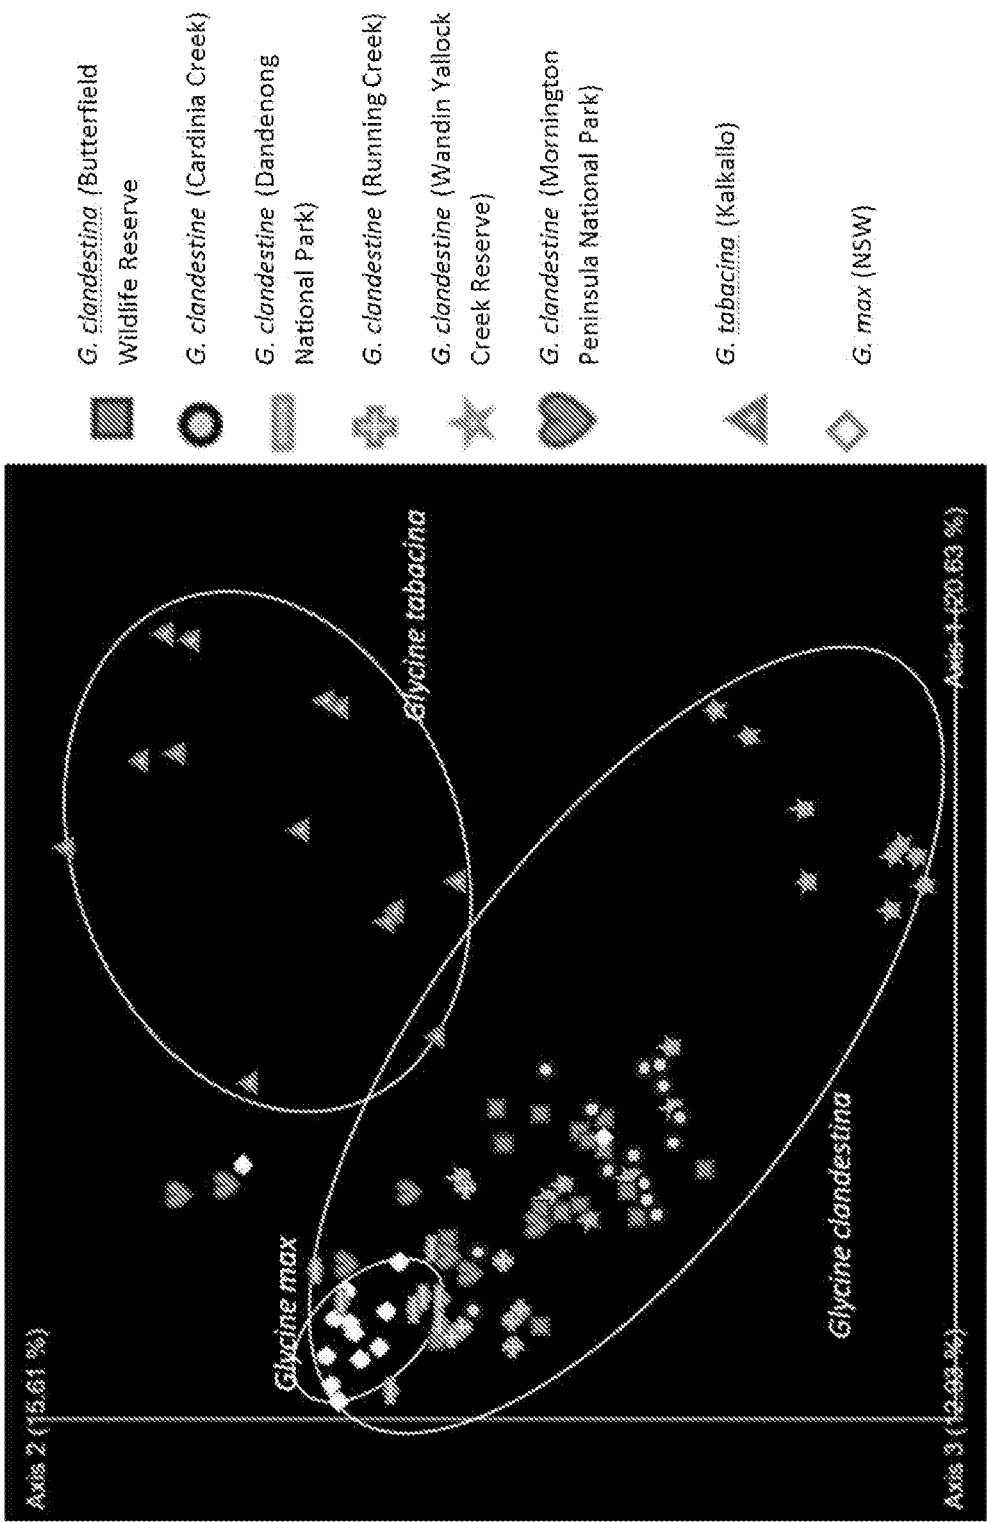 Axis 2 (15.61 %)
Glycine max
Glycine tabacina
Glycine clandestina
Axis 3 (12.03 %)
Axis 1 (20.63 %)
G. clandestina (Butterfield
Wildlife Reserve
G. clandestine (Cardinia Creek)
G. clandestine (Dandenong
National Park)
G. clandestine (Running Creek)
G. clandestine (Wandin Yallock
Creek Reserve)
G. clandestine (Mornington
Peninsula National Park)
G. tabacina (Kalkallo)
G. max (NSW)